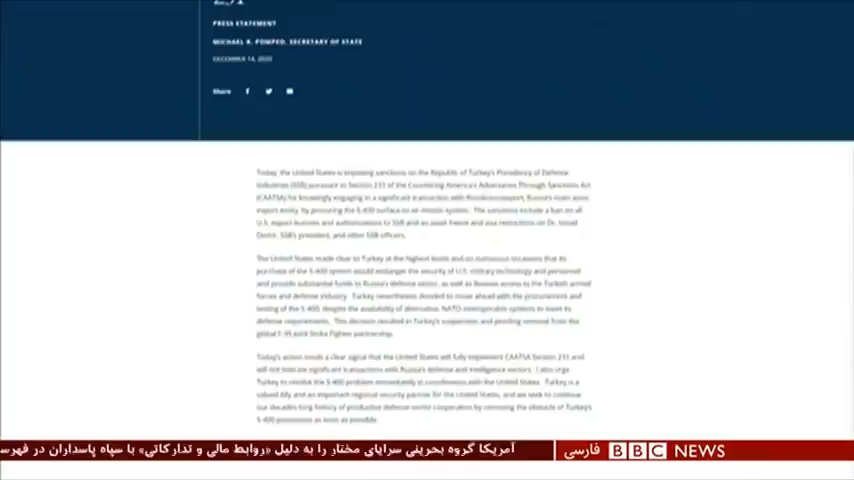 PRESS STATEMENT
MICHAEL R. POMPEO, SECRETARY OF STATE
DECEMBER 14, 2020
Share
Today, the United States is imposing sanctions on the Republic of Turkey's Presidency of Defense
Industries (SSB) pursuant to Section 231 of the Countering America's Adversaries Through Sanctions Act
(CAATSA) for knowingly engaging in a significant transaction with Rosoboronexport, Russia's main arms
export entity, by procuring the S-400 surface-to-air missile system. The sanctions include a ban on all
U.S. export licenses and authorizations to SSB and an asset freeze and visa restrictions on Dr. Ismail
Demir, SSB's president, and other SSB officers.
The United States made clear to Turkey at the highest levels and on numerous occasions that its
purchase of the S-400 system would endanger the security of U.S. military technology and personnel
and provide substantial funds to Russia's defense sector, as well as Russian access to the Turkish armed
forces and defense industry. Turkey nevertheless decided to move ahead with the procurement and
testing of the S-400, despite the availability of alternative, NATO-interoperable systems to meet its
defense requirements. This decision resulted in Turkey's suspension and pending removal from the
global F-35 Joint Strike Fighter partnership.
Today's action sends a clear signal that the United States will fully implement CAATSA Section 231 and
will not tolerate significant transactions with Russia's defense and intelligence sectors. I also urge
Turkey to resolve the S-400 problem immediately in coordination with the United States. Turkey is a
valued Ally and an important regional security partner for the United States, and we seek to continue
our decades-long history of productive defense-sector cooperation by removing the obstacle of Turkey's
S-400 possession as soon as possible.
آمریکا گروه بحرینی سرایای مختار را به دلیل «روابط مالی و تدارکاتی» با سپاه پاسداران در فهرس
BBC NEWS فارسی